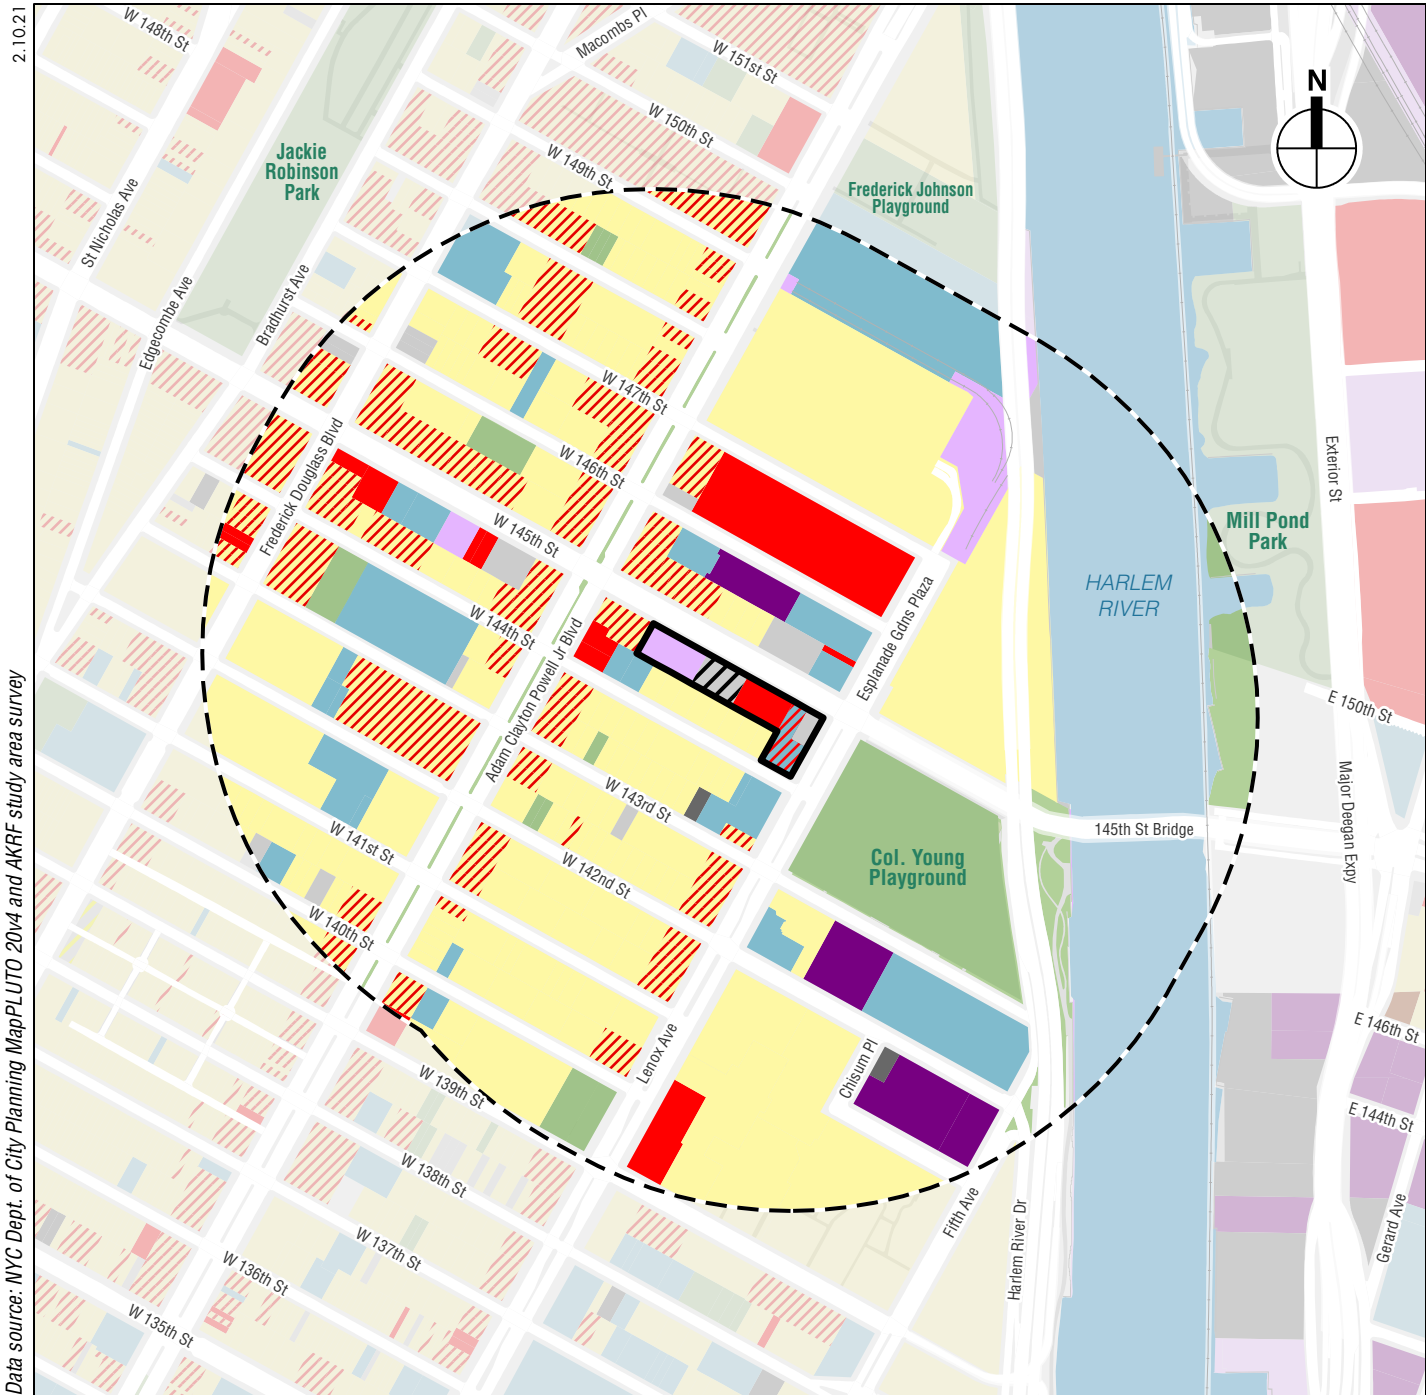 2.10.21
Data source: NYC Dept. of City Planning MapPLUTO 20v4 and AKRF study area survey
W 148th St
Macombs Pl
W 151st St
N
W 150th St
Jackie
Robinson
Park
W 149th St
Frederick Johnson
Playground
St Nicholas Ave
Edgecombe Ave
Bradhurst Ave
W 147th St
Frederick Douglass Blvd
W 146th St
Exterior St
W 145th St
Mill Pond
Park
HARLEM
RIVER
W 144th St
Esplanade Gdns Plaza
Adam Clayton Powell Jr Blvd
E 150th St
W 143rd St
Major Deegan Expy
145th St Bridge
W 141st St
W 142nd St
Col. Young
Playground
W 140th St
Lenox Ave
Chisum Pl
E 146th St
W 139th St
E 144th St
W 138th St
Fifth Ave
Harlem River Dr
Gerard Ave
W 137th St
W 136th St
W 135th St